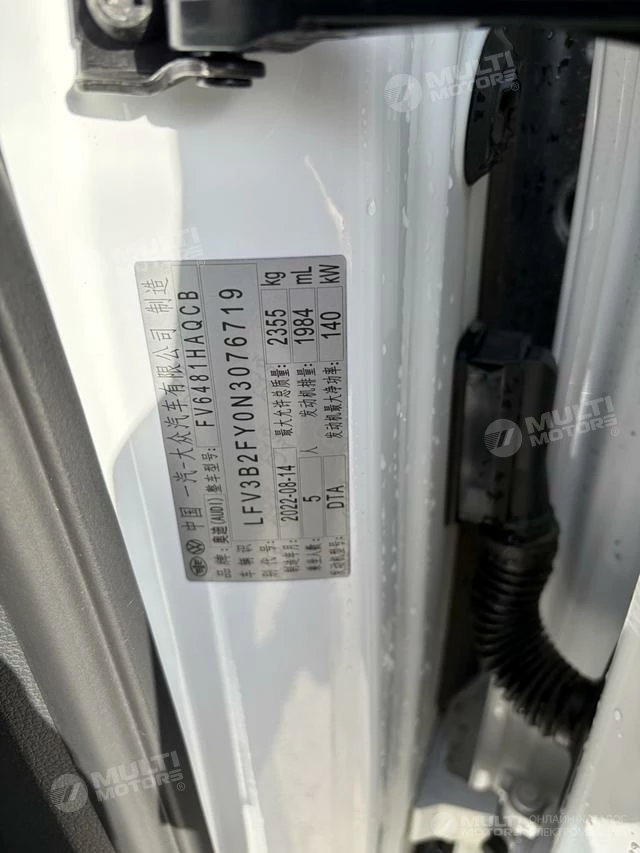 中国 一汽-大众汽车有限公司 制造
品牌: 奥迪(AUDI) 整车型号: FV6481HAQCB
车辆识别代号: LFV3B2FY0N3076719
制造年月: 2022-08-14 最大允许总质量: 2355 kg
乘坐人数: 5 人 发动机排量: 1984 mL
发动机型号: DTA 发动机最大净功率: 140 kW
MULTI
MOTORS
MULTI
MOTORS
MULTI
MOTORS
MULTI
MOTORS